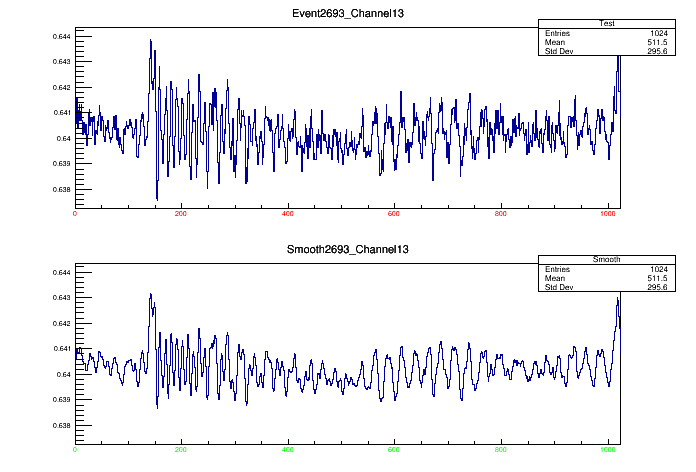 Event2693_Channel13
Test
Entries 1024
Mean 511.5
Std Dev 295.6
0.644
0.643
0.642
0.641
0.64
0.639
0.638
0 200 400 600 800 1000
Smooth2693_Channel13
Smooth
Entries 1024
Mean 511.5
Std Dev 295.6
0.644
0.643
0.642
0.641
0.64
0.639
0.638
0 200 400 600 800 1000